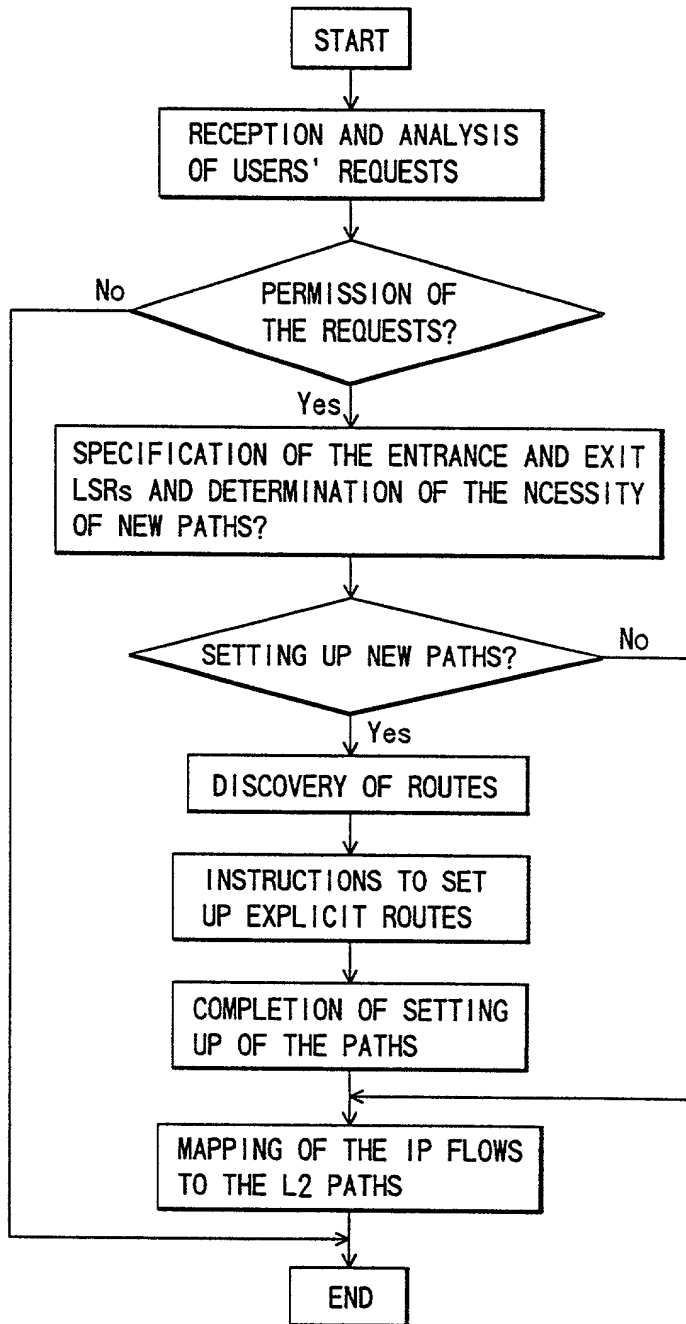 START
RECEPTION AND ANALYSIS
OF USERS' REQUESTS
No
PERMISSION OF
THE REQUESTS?
Yes
SPECIFICATION OF THE ENTRANCE AND EXIT
LSRs AND DETERMINATION OF THE NCESSITY
OF NEW PATHS?
SETTING UP NEW PATHS?
No
Yes
DISCOVERY OF ROUTES
INSTRUCTIONS TO SET
UP EXPLICIT ROUTES
COMPLETION OF SETTING
UP OF THE PATHS
MAPPING OF THE IP FLOWS
TO THE L2 PATHS
END